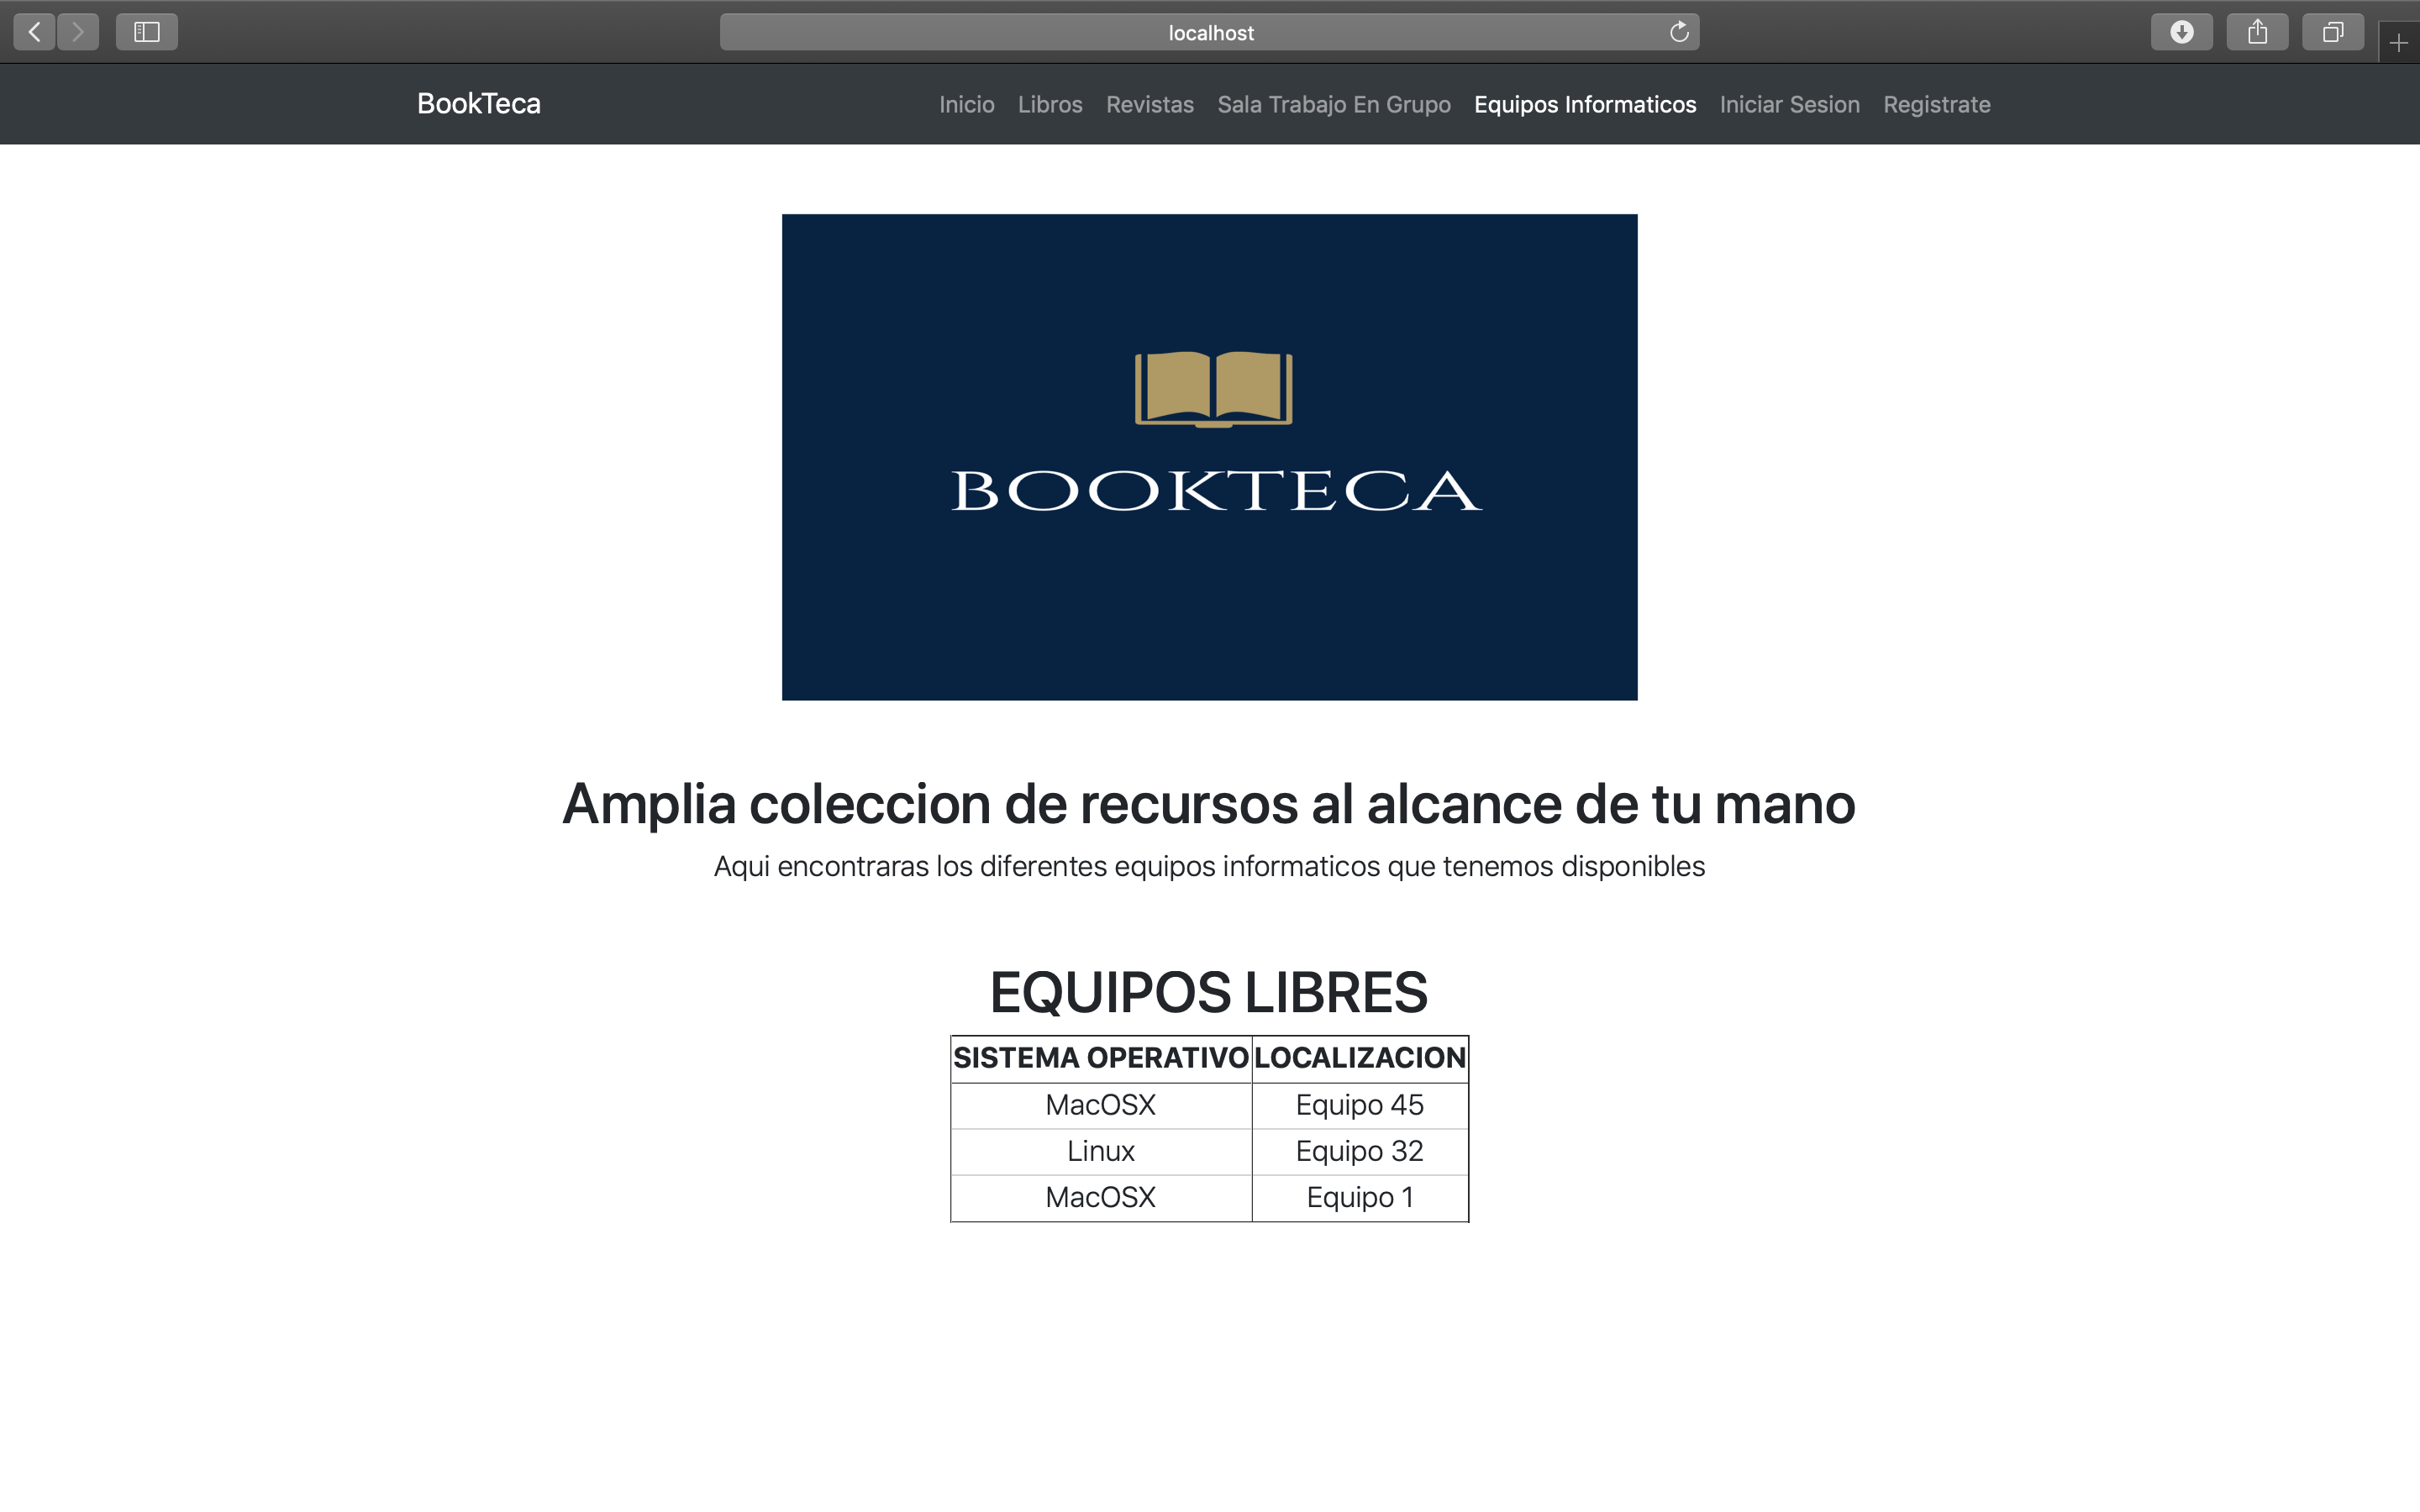 localhost
BookTeca Inicio Libros Revistas Sala Trabajo En Grupo Equipos Informaticos Iniciar Sesion Registrate
BOOKTECA
Amplia coleccion de recursos al alcance de tu mano
Aqui encontraras los diferentes equipos informaticos que tenemos disponibles
EQUIPOS LIBRES
SISTEMA OPERATIVO LOCALIZACION
MacOSX Equipo 45
Linux Equipo 32
MacOSX Equipo 1